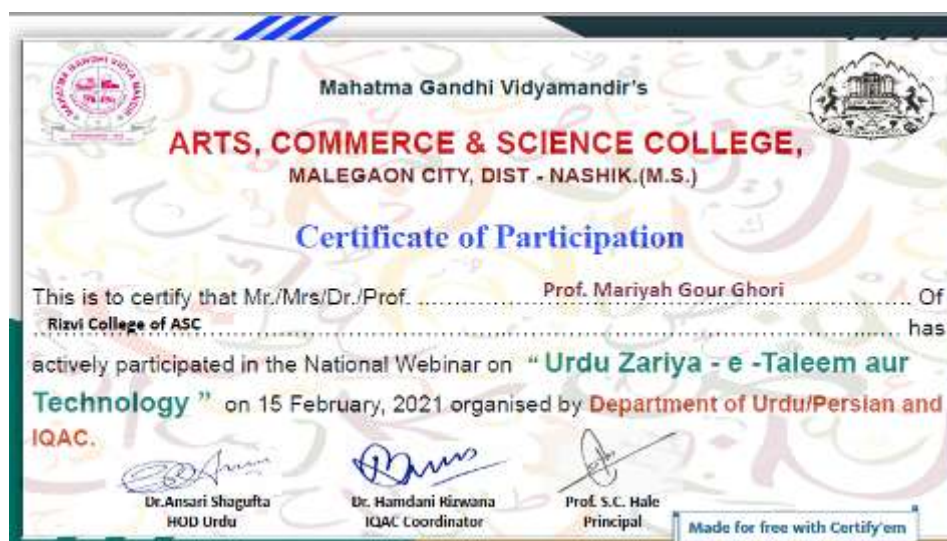 Mahatma Gandhi Vidyamandir's
ARTS, COMMERCE & SCIENCE COLLEGE,
MALEGAON CITY, DIST - NASHIK.(M.S.)
Certificate of Participation
This is to certify that Mr./Mrs/Dr./Prof. .................. Prof. Mariyah Gour Ghori .................. Of
Rizvi College of ASC .................. has
actively participated in the National Webinar on “ Urdu Zariya - e -Taleem aur
Technology ” on 15 February, 2021 organised by Department of Urdu/Persian and
IQAC.
Dr.Ansari Shagufta Dr. Hamdani Rizwana Prof. S.C. Hale
HOD Urdu IQAC Coordinator Principal
Made for free with Certify'em